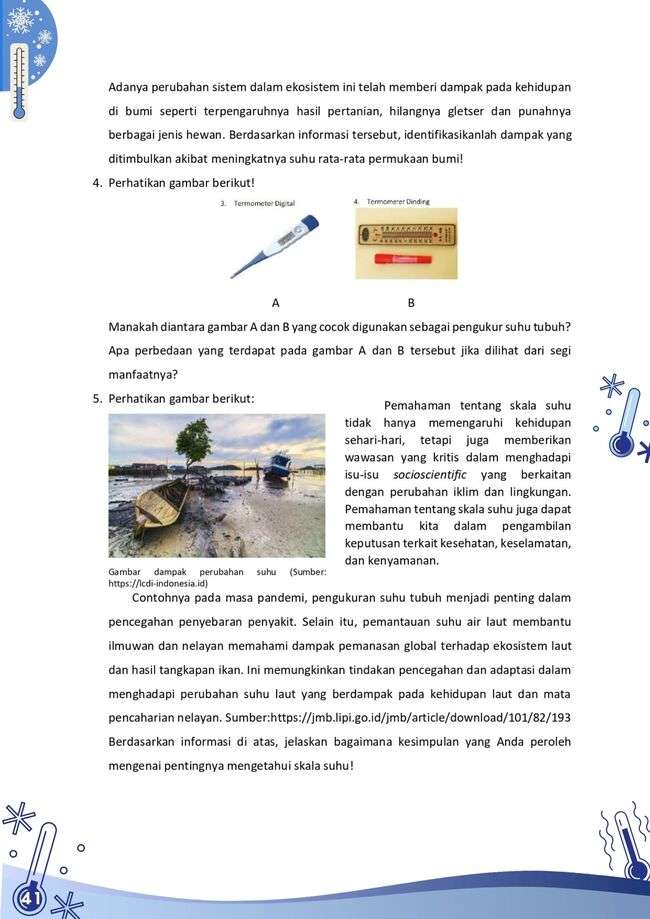 Adanya perubahan sistem dalam ekosistem ini telah memberi dampak pada kehidupan
di bumi seperti terpengaruhnya hasil pertanian, hilangnya gletser dan punahnya
berbagai jenis hewan. Berdasarkan informasi tersebut, identifikasikanlah dampak yang
ditimbulkan akibat meningkatnya suhu rata-rata permukaan bumi!
4. Perhatikan gambar berikut!
3. Termometer Digital
4. Termometer Dinding
A
B
Manakah diantara gambar A dan B yang cocok digunakan sebagai pengukur suhu tubuh?
Apa perbedaan yang terdapat pada gambar A dan B tersebut jika dilihat dari segi
manfaatnya?
5. Perhatikan gambar berikut:
Pemahaman tentang skala suhu
tidak hanya memengaruhi kehidupan
sehari-hari, tetapi juga memberikan
wawasan yang kritis dalam menghadapi
isu-isu socioscientific yang berkaitan
dengan perubahan iklim dan lingkungan.
Pemahaman tentang skala suhu juga dapat
membantu kita dalam pengambilan
keputusan terkait kesehatan, keselamatan,
dan kenyamanan.
Gambar dampak perubahan suhu (Sumber:
https://lcdi-indonesia.id)
Contohnya pada masa pandemi, pengukuran suhu tubuh menjadi penting dalam
pencegahan penyebaran penyakit. Selain itu, pemantauan suhu air laut membantu
ilmuwan dan nelayan memahami dampak pemanasan global terhadap ekosistem laut
dan hasil tangkapan ikan. Ini memungkinkan tindakan pencegahan dan adaptasi dalam
menghadapi perubahan suhu laut yang berdampak pada kehidupan laut dan mata
pencaharian nelayan. Sumber:https://jmb.lipi.go.id/jmb/article/download/101/82/193
Berdasarkan informasi di atas, jelaskan bagaimana kesimpulan yang Anda peroleh
mengenai pentingnya mengetahui skala suhu!
41